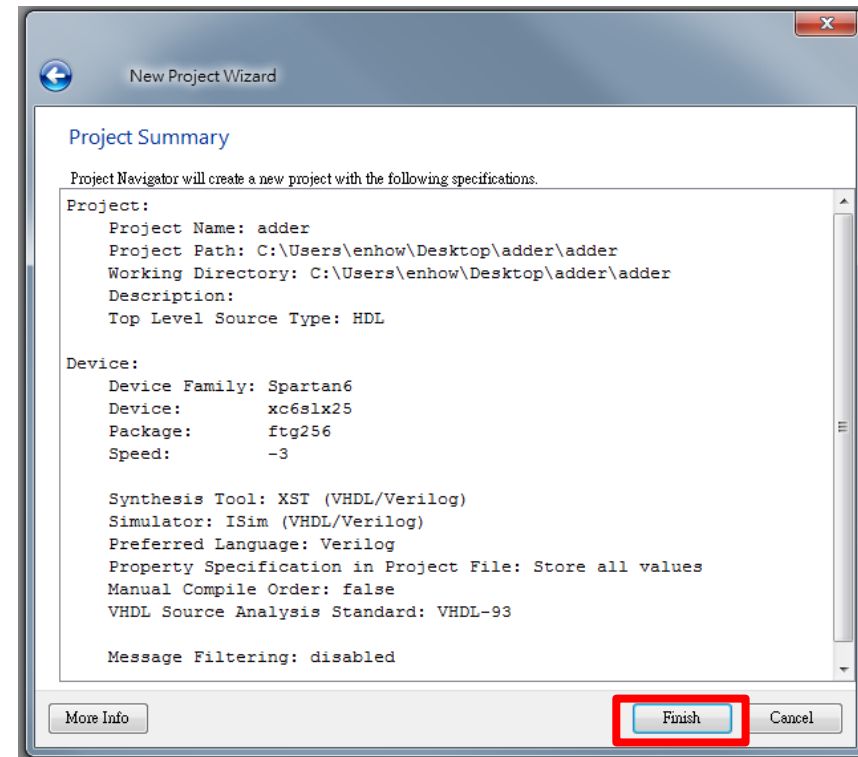 New Project Wizard
Project Summary
Project Navigator will create a new project with the following specifications.
Project:
    Project Name: adder
    Project Path: C:\Users\enhow\Desktop\adder\adder
    Working Directory: C:\Users\enhow\Desktop\adder\adder
    Description:
    Top Level Source Type: HDL
Device:
    Device Family: Spartan6
    Device:        xc6slx25
    Package:       ftg256
    Speed:         -3
    Synthesis Tool: XST (VHDL/Verilog)
    Simulator: ISim (VHDL/Verilog)
    Preferred Language: Verilog
    Property Specification in Project File: Store all values
    Manual Compile Order: false
    VHDL Source Analysis Standard: VHDL-93
    Message Filtering: disabled
More Info Finish Cancel